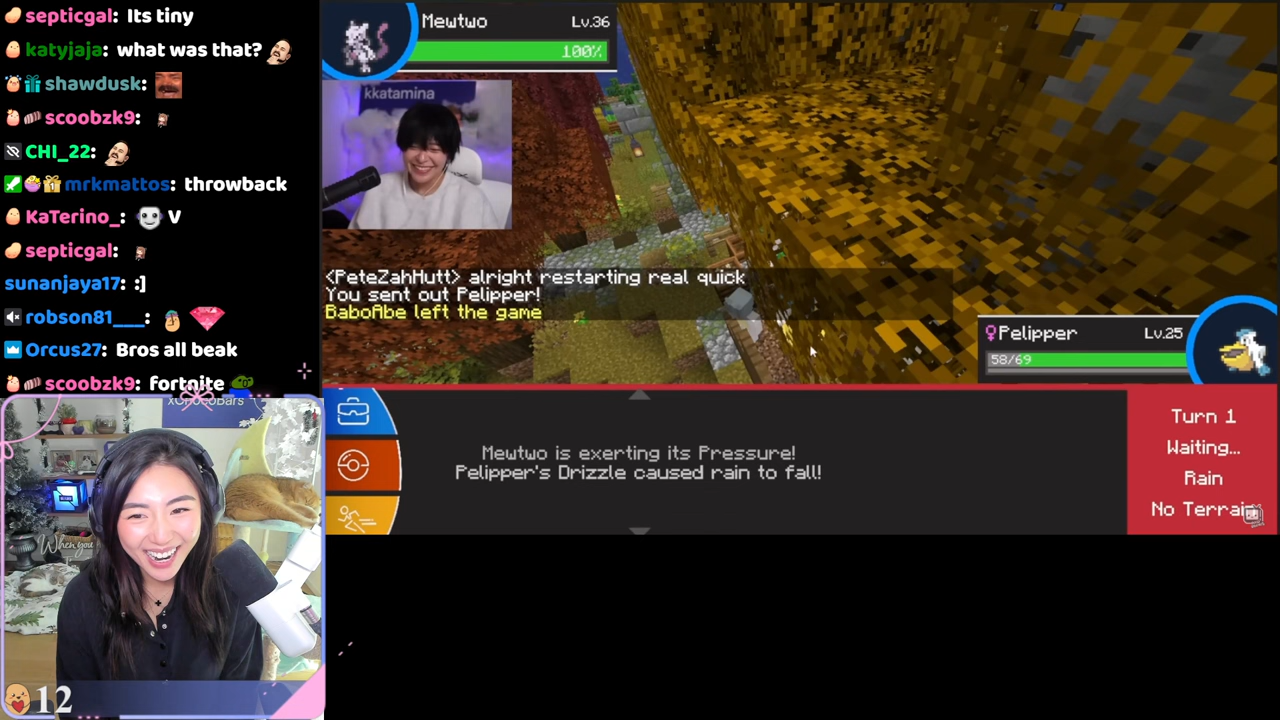 septicgal: Its tiny
katyjaja: what was that?
shawdusk:
scoobzk9:
CHI_22:
mrkmattos: throwback
KaTerino_: V
septicgal:
sunanjaya17: :]
robson81___:
Orcus27: Bros all beak
scoobzk9: fortnite
xChocoBars
When you
12
Mewtwo Lv.36
100%
kkatamina
<PeteZahHutt> alright restarting real quick
You sent out Pelipper!
BaboAbe left the game
♀Pelipper Lv.25
58/69
Mewtwo is exerting its Pressure!
Pelipper's Drizzle caused rain to fall!
Turn 1
Waiting...
Rain
No Terrain